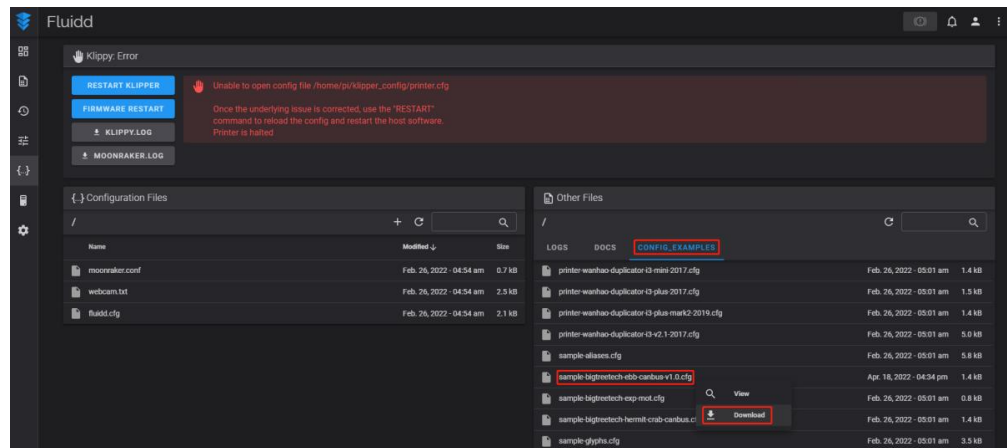 Fluidd
Klippy: Error
RESTART KLIPPER
FIRMWARE RESTART
KLIPPY.LOG
MOONRAKER.LOG
Unable to open config file /home/pi/klipper_config/printer.cfg
Once the underlying issue is corrected, use the "RESTART"
command to reload the config and restart the host software.
Printer is halted
{..} Configuration Files
/
Name Modified Size
moonraker.conf Feb. 26, 2022 - 04:54 am 0.7 kB
webcam.txt Feb. 26, 2022 - 04:54 am 2.5 kB
fluidd.cfg Feb. 26, 2022 - 04:54 am 2.1 kB
Other Files
/
LOGS DOCS CONFIG_EXAMPLES
printer-wanhao-duplicator-i3-mini-2017.cfg Feb. 26, 2022 - 05:01 am 1.4 kB
printer-wanhao-duplicator-i3-plus-2017.cfg Feb. 26, 2022 - 05:01 am 1.5 kB
printer-wanhao-duplicator-i3-plus-mark2-2019.cfg Feb. 26, 2022 - 05:01 am 1.4 kB
printer-wanhao-duplicator-i3-v2.1-2017.cfg Feb. 26, 2022 - 05:01 am 5.0 kB
sample-aliases.cfg Feb. 26, 2022 - 05:01 am 5.8 kB
sample-bigtreetech-ebb-canbus-v1.0.cfg Apr. 18, 2022 - 04:34 pm 1.4 kB
View
sample-bigtreetech-exp-mot.cfg Feb. 26, 2022 - 05:01 am 0.8 kB
Download
sample-bigtreetech-hermit-crab-canbus.c Feb. 26, 2022 - 05:01 am 1.4 kB
sample-glyphs.cfg Feb. 26, 2022 - 05:01 am 3.5 kB